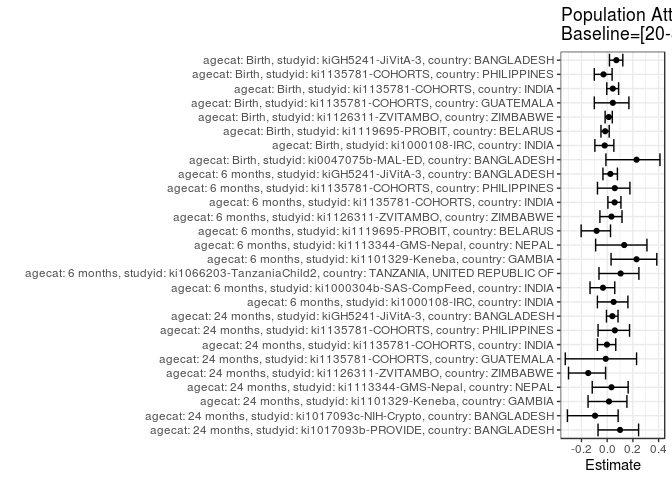 Population Att
Baseline=[20-
agecat: Birth, studyid: kiGH5241-JiVitA-3, country: BANGLADESH
agecat: Birth, studyid: ki1135781-COHORTS, country: PHILIPPINES
agecat: Birth, studyid: ki1135781-COHORTS, country: INDIA
agecat: Birth, studyid: ki1135781-COHORTS, country: GUATEMALA
agecat: Birth, studyid: ki1126311-ZVITAMBO, country: ZIMBABWE
agecat: Birth, studyid: ki1119695-PROBIT, country: BELARUS
agecat: Birth, studyid: ki1000108-IRC, country: INDIA
agecat: Birth, studyid: ki0047075b-MAL-ED, country: BANGLADESH
agecat: 6 months, studyid: kiGH5241-JiVitA-3, country: BANGLADESH
agecat: 6 months, studyid: ki1135781-COHORTS, country: PHILIPPINES
agecat: 6 months, studyid: ki1135781-COHORTS, country: INDIA
agecat: 6 months, studyid: ki1126311-ZVITAMBO, country: ZIMBABWE
agecat: 6 months, studyid: ki1119695-PROBIT, country: BELARUS
agecat: 6 months, studyid: ki1113344-GMS-Nepal, country: NEPAL
agecat: 6 months, studyid: ki1101329-Keneba, country: GAMBIA
agecat: 6 months, studyid: ki1066203-TanzaniaChild2, country: TANZANIA, UNITED REPUBLIC OF
agecat: 6 months, studyid: ki1000304b-SAS-CompFeed, country: INDIA
agecat: 6 months, studyid: ki1000108-IRC, country: INDIA
agecat: 24 months, studyid: kiGH5241-JiVitA-3, country: BANGLADESH
agecat: 24 months, studyid: ki1135781-COHORTS, country: PHILIPPINES
agecat: 24 months, studyid: ki1135781-COHORTS, country: INDIA
agecat: 24 months, studyid: ki1135781-COHORTS, country: GUATEMALA
agecat: 24 months, studyid: ki1126311-ZVITAMBO, country: ZIMBABWE
agecat: 24 months, studyid: ki1113344-GMS-Nepal, country: NEPAL
agecat: 24 months, studyid: ki1101329-Keneba, country: GAMBIA
agecat: 24 months, studyid: ki1017093c-NIH-Crypto, country: BANGLADESH
agecat: 24 months, studyid: ki1017093b-PROVIDE, country: BANGLADESH
-0.2 0.0 0.2 0.4
Estimate